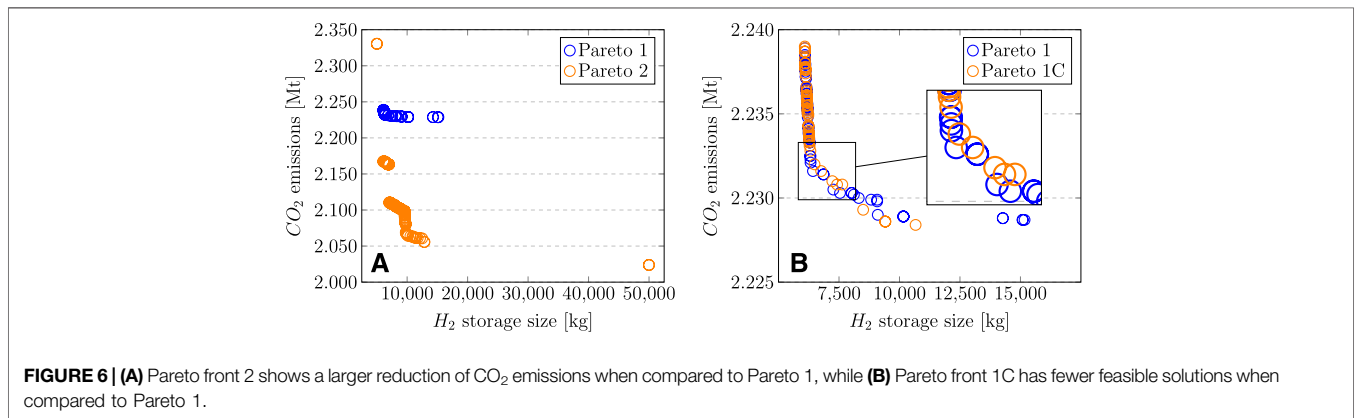 2.350
2.300
2.250
2.200
2.150
2.100
2.050
2.000
CO2 emissions [Mt]
Pareto 1
Pareto 2
A
10,000 20,000 30,000 40,000 50,000
H2 storage size [kg]
2.240
2.235
2.230
2.225
CO2 emissions [Mt]
Pareto 1
Pareto 1C
B
7,500 10,000 12,500 15,000
H2 storage size [kg]
FIGURE 6 | (A) Pareto front 2 shows a larger reduction of CO2 emissions when compared to Pareto 1, while (B) Pareto front 1C has fewer feasible solutions when
compared to Pareto 1.